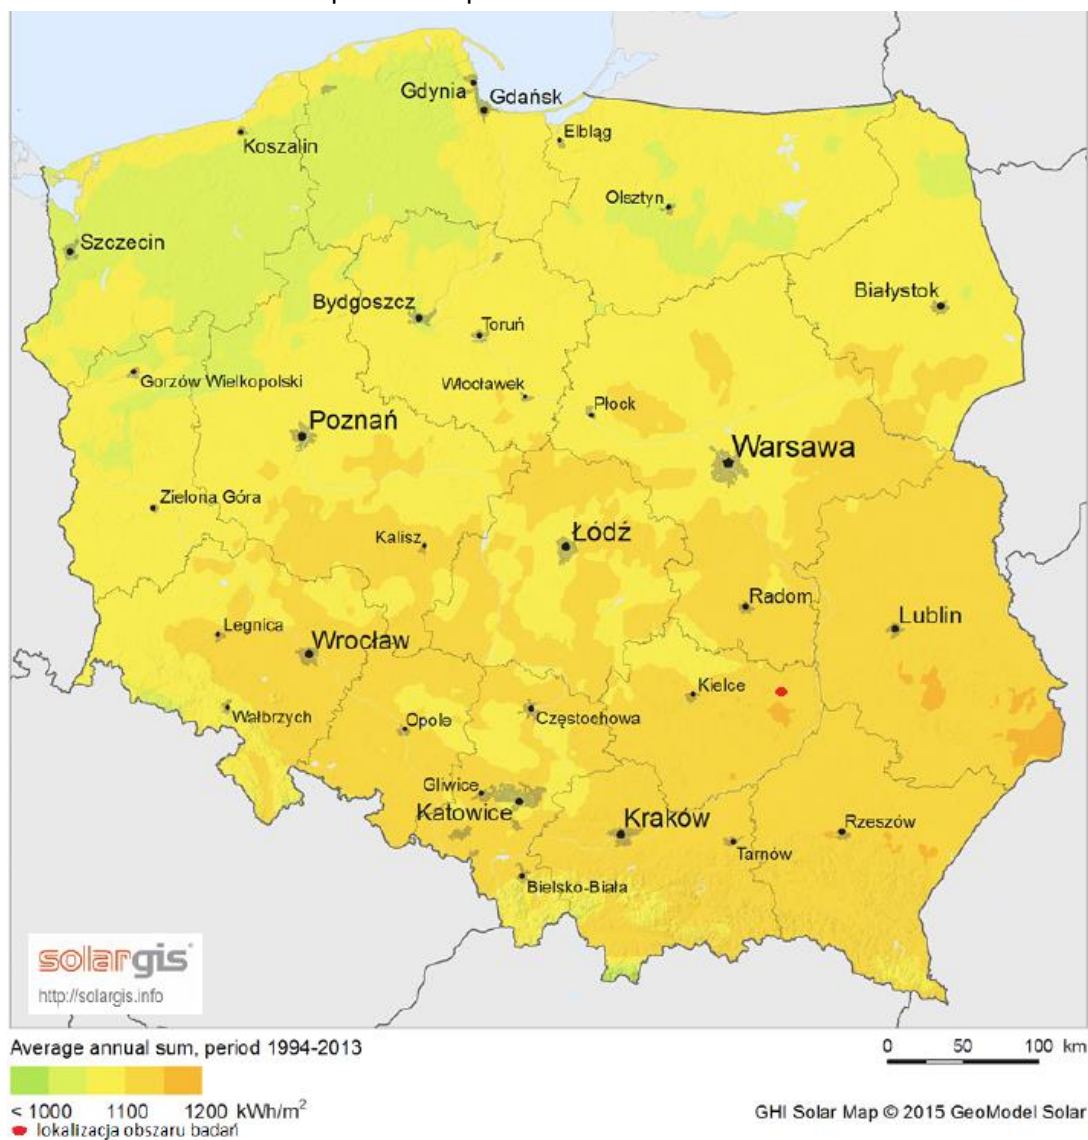 Gdynia
Gdańsk
Koszalin
Elbląg
Olsztyn
Szczecin
Białystok
Bydgoszcz
Toruń
Gorzów Wielkopolski
Włocławek
Płock
Poznań
Warsawa
Zielona Góra
Kalisz
Łódź
Radom
Lublin
Legnica
Wrocław
Kielce
Wałbrzych
Opole
Częstochowa
Gliwice
Katowice
Kraków
Rzeszów
Tarnów
Bielsko-Biała
solargis
http://solargis.info
Average annual sum, period 1994-2013
0 50 100 km
< 1000 1100 1200 kWh/m²
lokalizacja obszaru badań
GHI Solar Map © 2015 GeoModel Solar